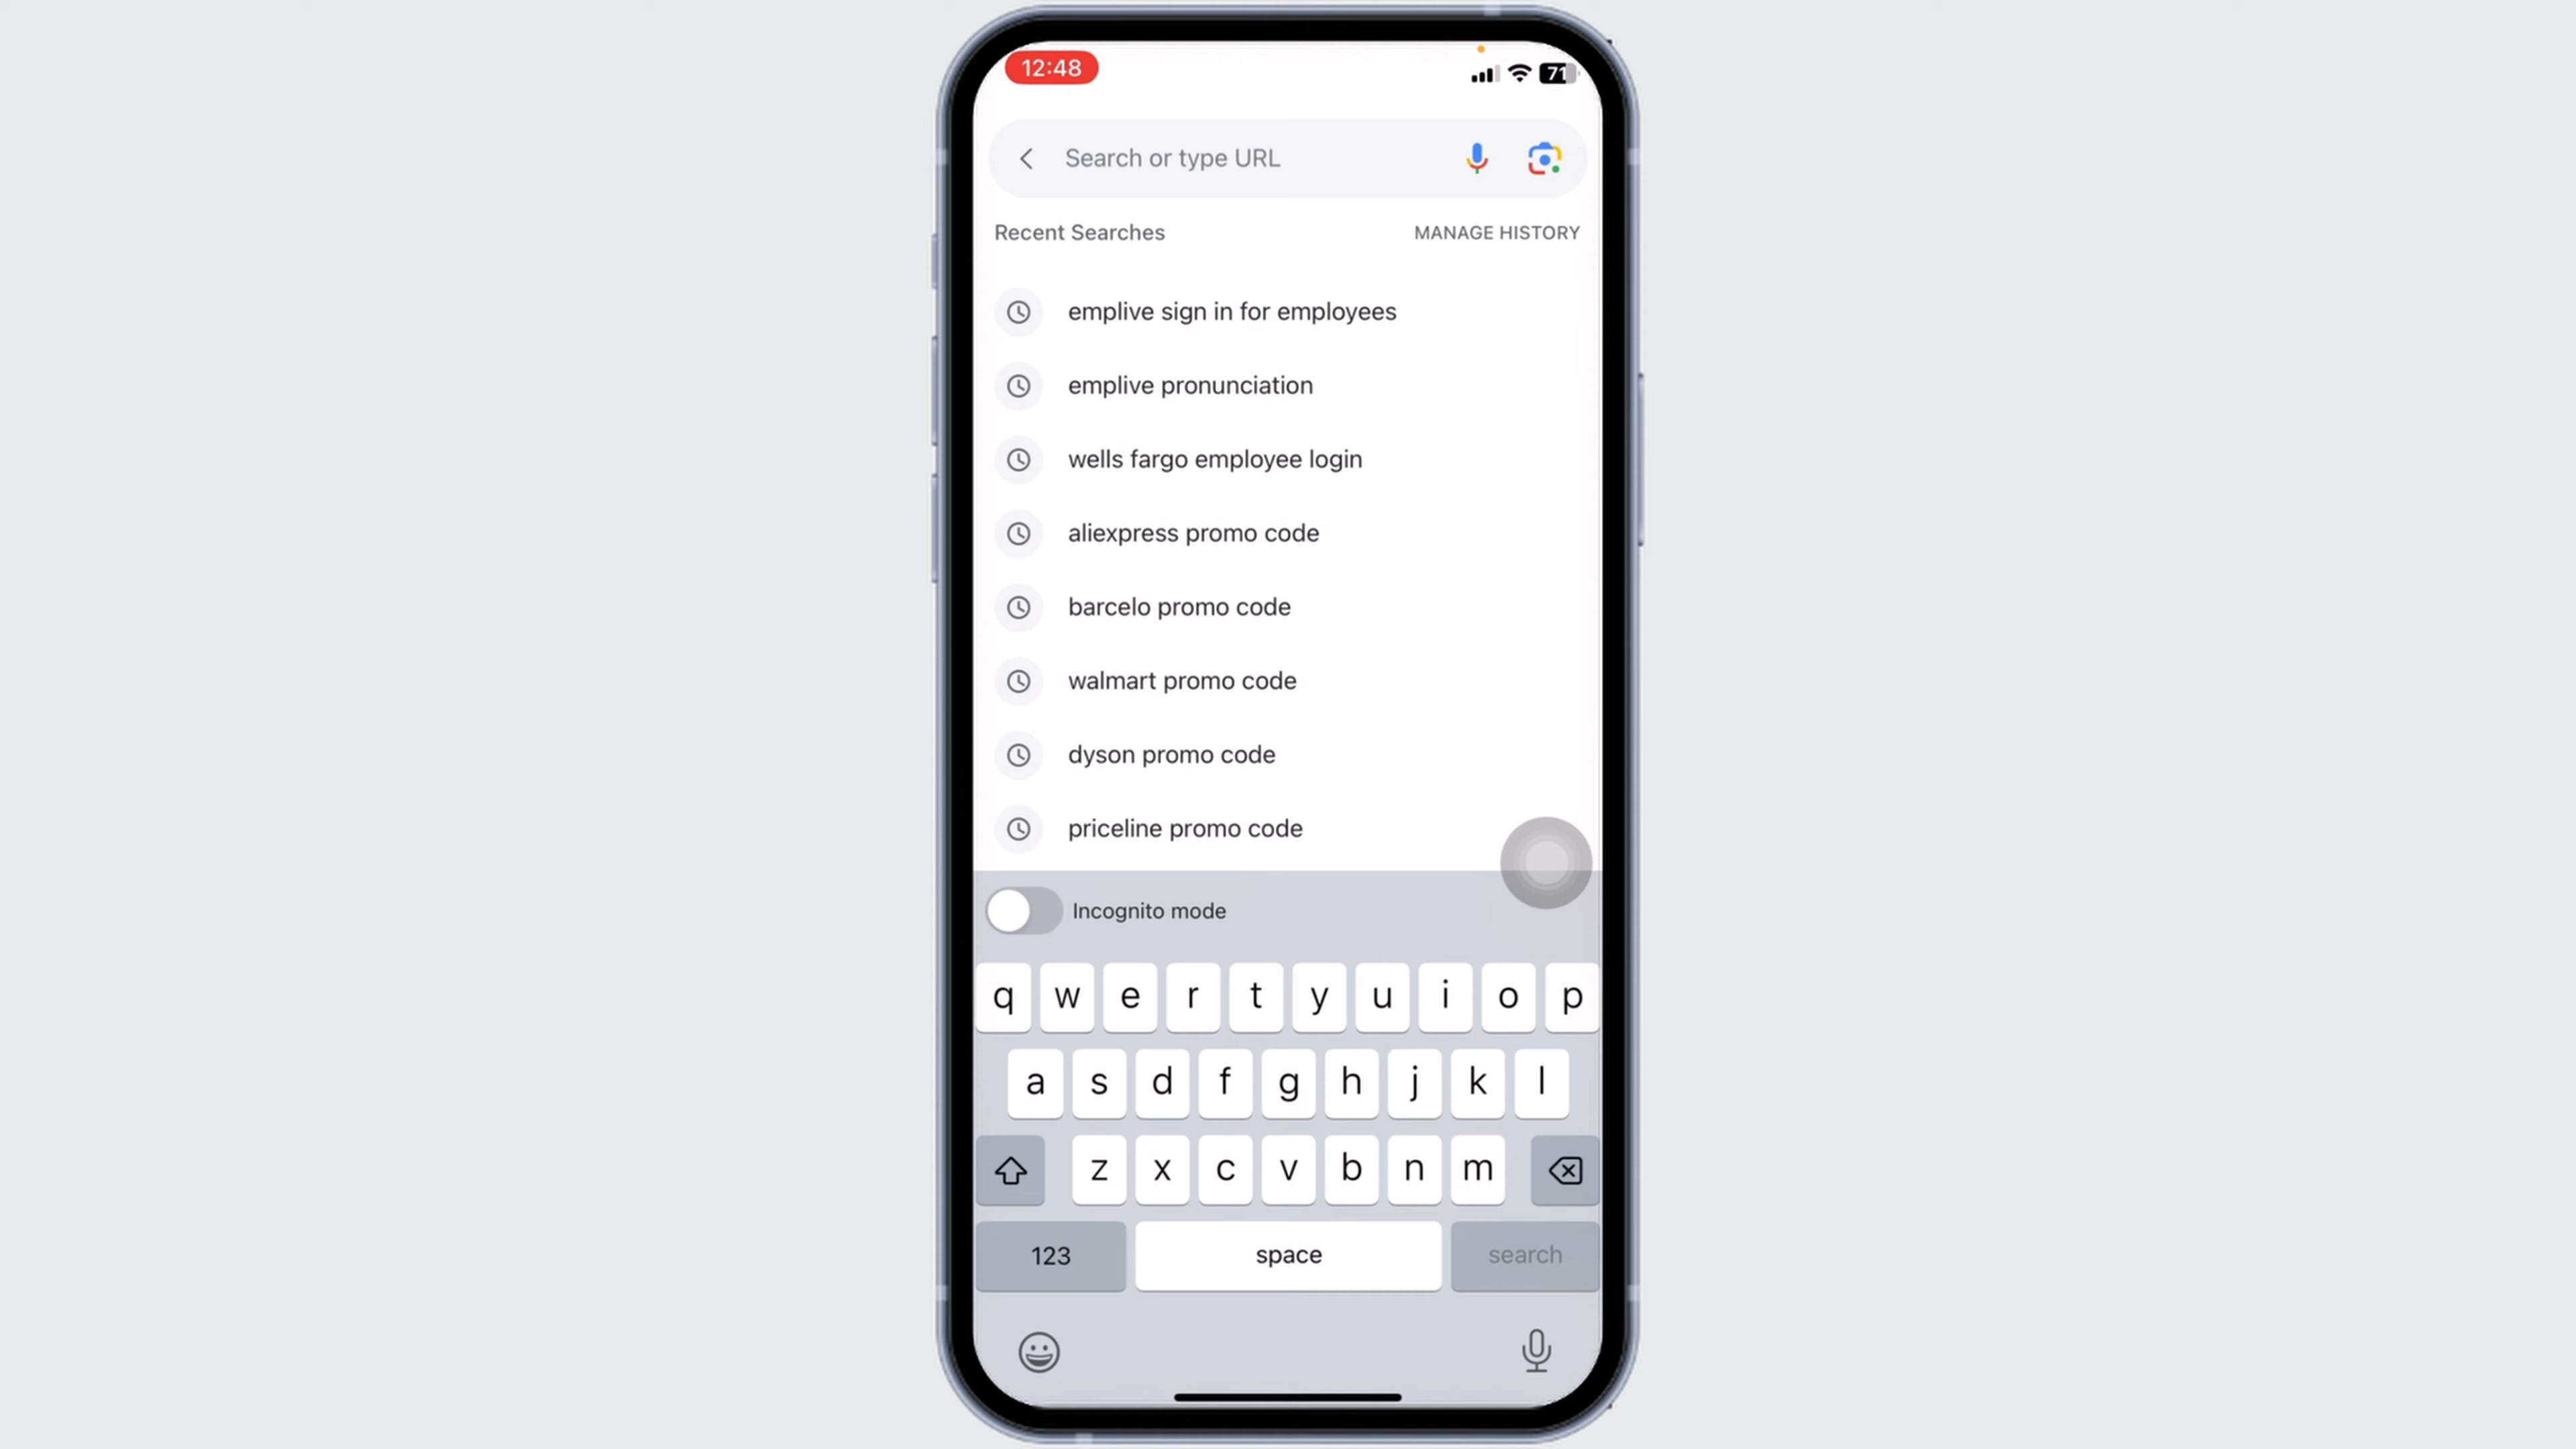 12:48
71
Search or type URL
Recent Searches
MANAGE HISTORY
emplive sign in for employees
emplive pronunciation
wells fargo employee login
aliexpress promo code
barcelo promo code
walmart promo code
dyson promo code
priceline promo code
Incognito mode
q w e r t y u i o p
a s d f g h j k l
z x c v b n m
123 space search